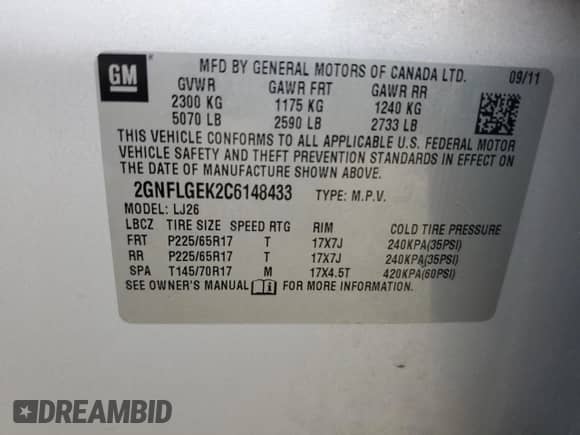 GM
MFD BY GENERAL MOTORS OF CANADA LTD. 09/11
GVWR GAWR FRT GAWR RR
2300 KG 1175 KG 1240 KG
5070 LB 2590 LB 2733 LB
THIS VEHICLE CONFORMS TO ALL APPLICABLE U.S. FEDERAL MOTOR
VEHICLE SAFETY AND THEFT PREVENTION STANDARDS IN EFFECT ON
THE DATE OF MANUFACTURE SHOWN ABOVE.
2GNFLGEK2C6148433 TYPE: M.P.V.
MODEL: LJ26
LBCZ TIRE SIZE SPEED RTG RIM COLD TIRE PRESSURE
FRT P225/65R17 T 17X7J 240KPA(35PSI)
RR P225/65R17 T 17X7J 240KPA(35PSI)
SPA T145/70R17 M 17X4.5T 420KPA(60PSI)
SEE OWNER'S MANUAL i FOR MORE INFORMATION.
DREAMBID